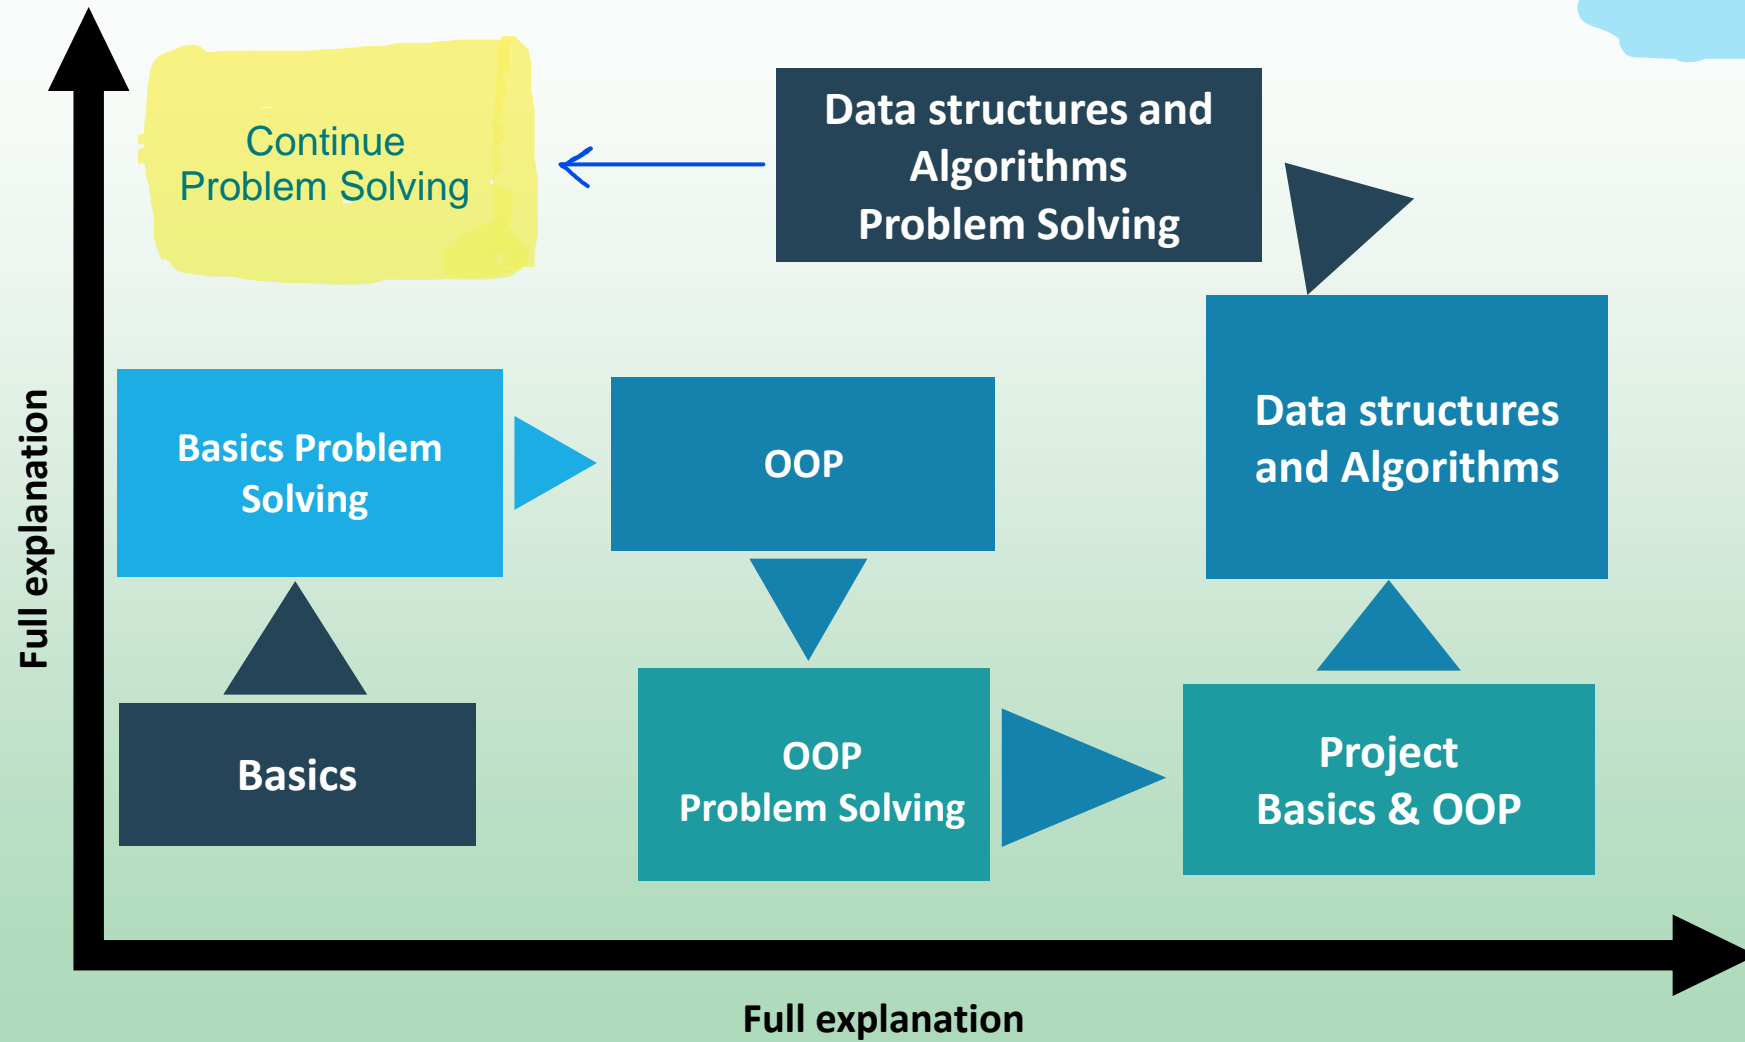 Continue
Problem Solving
Data structures and
Algorithms
Problem Solving
Full explanation
Basics Problem
Solving
OOP
Data structures
and Algorithms
Basics
OOP
Problem Solving
Project
Basics & OOP
Full explanation